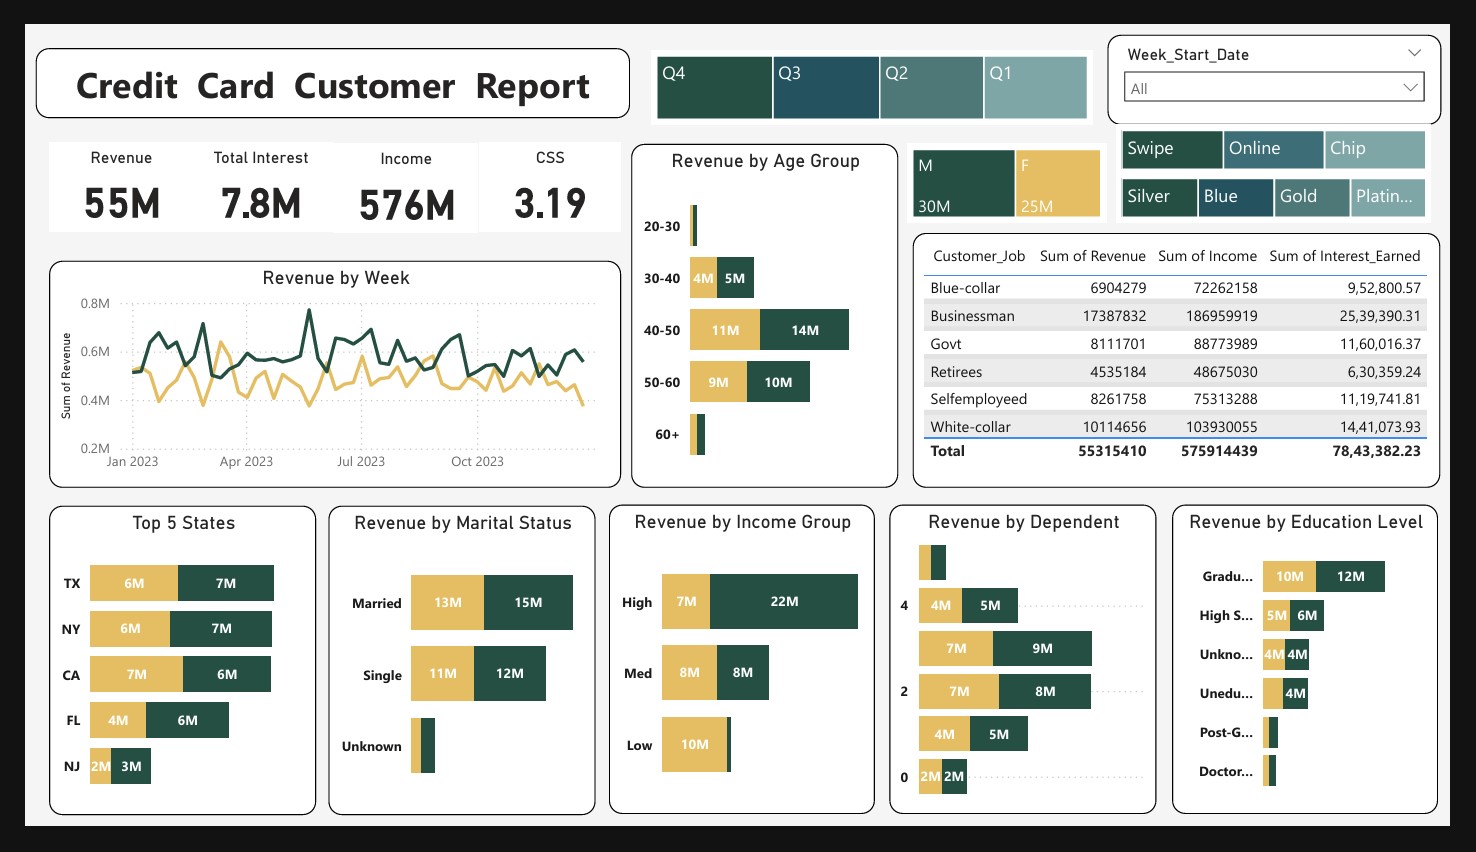 Credit Card Customer Report
Q4 Q3 Q2 Q1
Week_Start_Date
All
Revenue
55M
Total Interest
7.8M
Income
576M
CSS
3.19
Revenue by Age Group
20-30
30-40 4M 5M
40-50 11M 14M
50-60 9M 10M
60+
M
30M
F
25M
Swipe Online Chip
Silver Blue Gold Platin...
Revenue by Week
Sum of Revenue
0.8M
0.6M
0.4M
0.2M
Jan 2023 Apr 2023 Jul 2023 Oct 2023
Customer_Job Sum of Revenue Sum of Income Sum of Interest_Earned
Blue-collar 6904279 72262158 9,52,800.57
Businessman 17387832 186959919 25,39,390.31
Govt 8111701 88773989 11,60,016.37
Retirees 4535184 48675030 6,30,359.24
Selfemployeed 8261758 75313288 11,19,741.81
White-collar 10114656 103930055 14,41,073.93
Total 55315410 575914439 78,43,382.23
Top 5 States
TX 6M 7M
NY 6M 7M
CA 7M 6M
FL 4M 6M
NJ 2M 3M
Revenue by Marital Status
Married 13M 15M
Single 11M 12M
Unknown
Revenue by Income Group
High 7M 22M
Med 8M 8M
Low 10M
Revenue by Dependent
4 4M 5M
7M 9M
2 7M 8M
4M 5M
0 2M 2M
Revenue by Education Level
Gradu... 10M 12M
High S... 5M 6M
Unkno... 4M 4M
Unedu... 4M
Post-G...
Doctor...